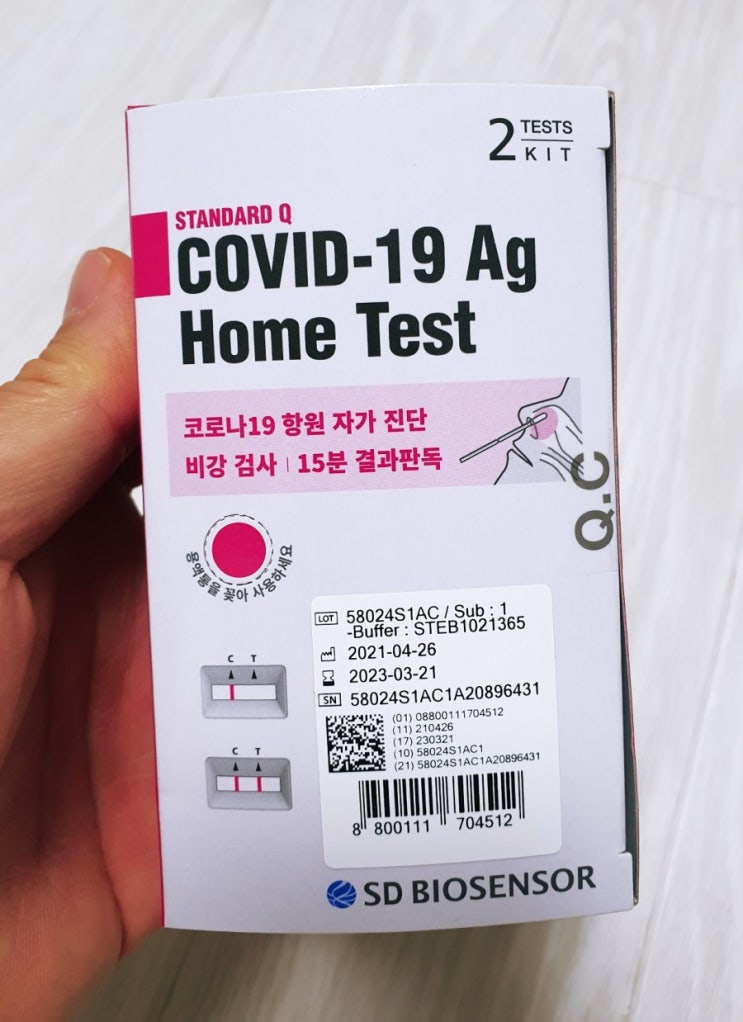 2 TESTS
KIT
STANDARD Q
COVID-19 Ag
Home Test
코로나19 항원 자가 진단
비강 검사 | 15분 결과판독
Q.C
용액통을 꽂아 사용하세요
LOT 58024S1AC / Sub : 1
-Buffer : STEB1021365
2021-04-26
2023-03-21
SN 58024S1AC1A20896431
(01) 08800111704512
(11) 210426
(17) 230321
(10) 58024S1AC1
(21) 58024S1AC1A20896431
8 800111 704512
C T
C T
SD BIOSENSOR